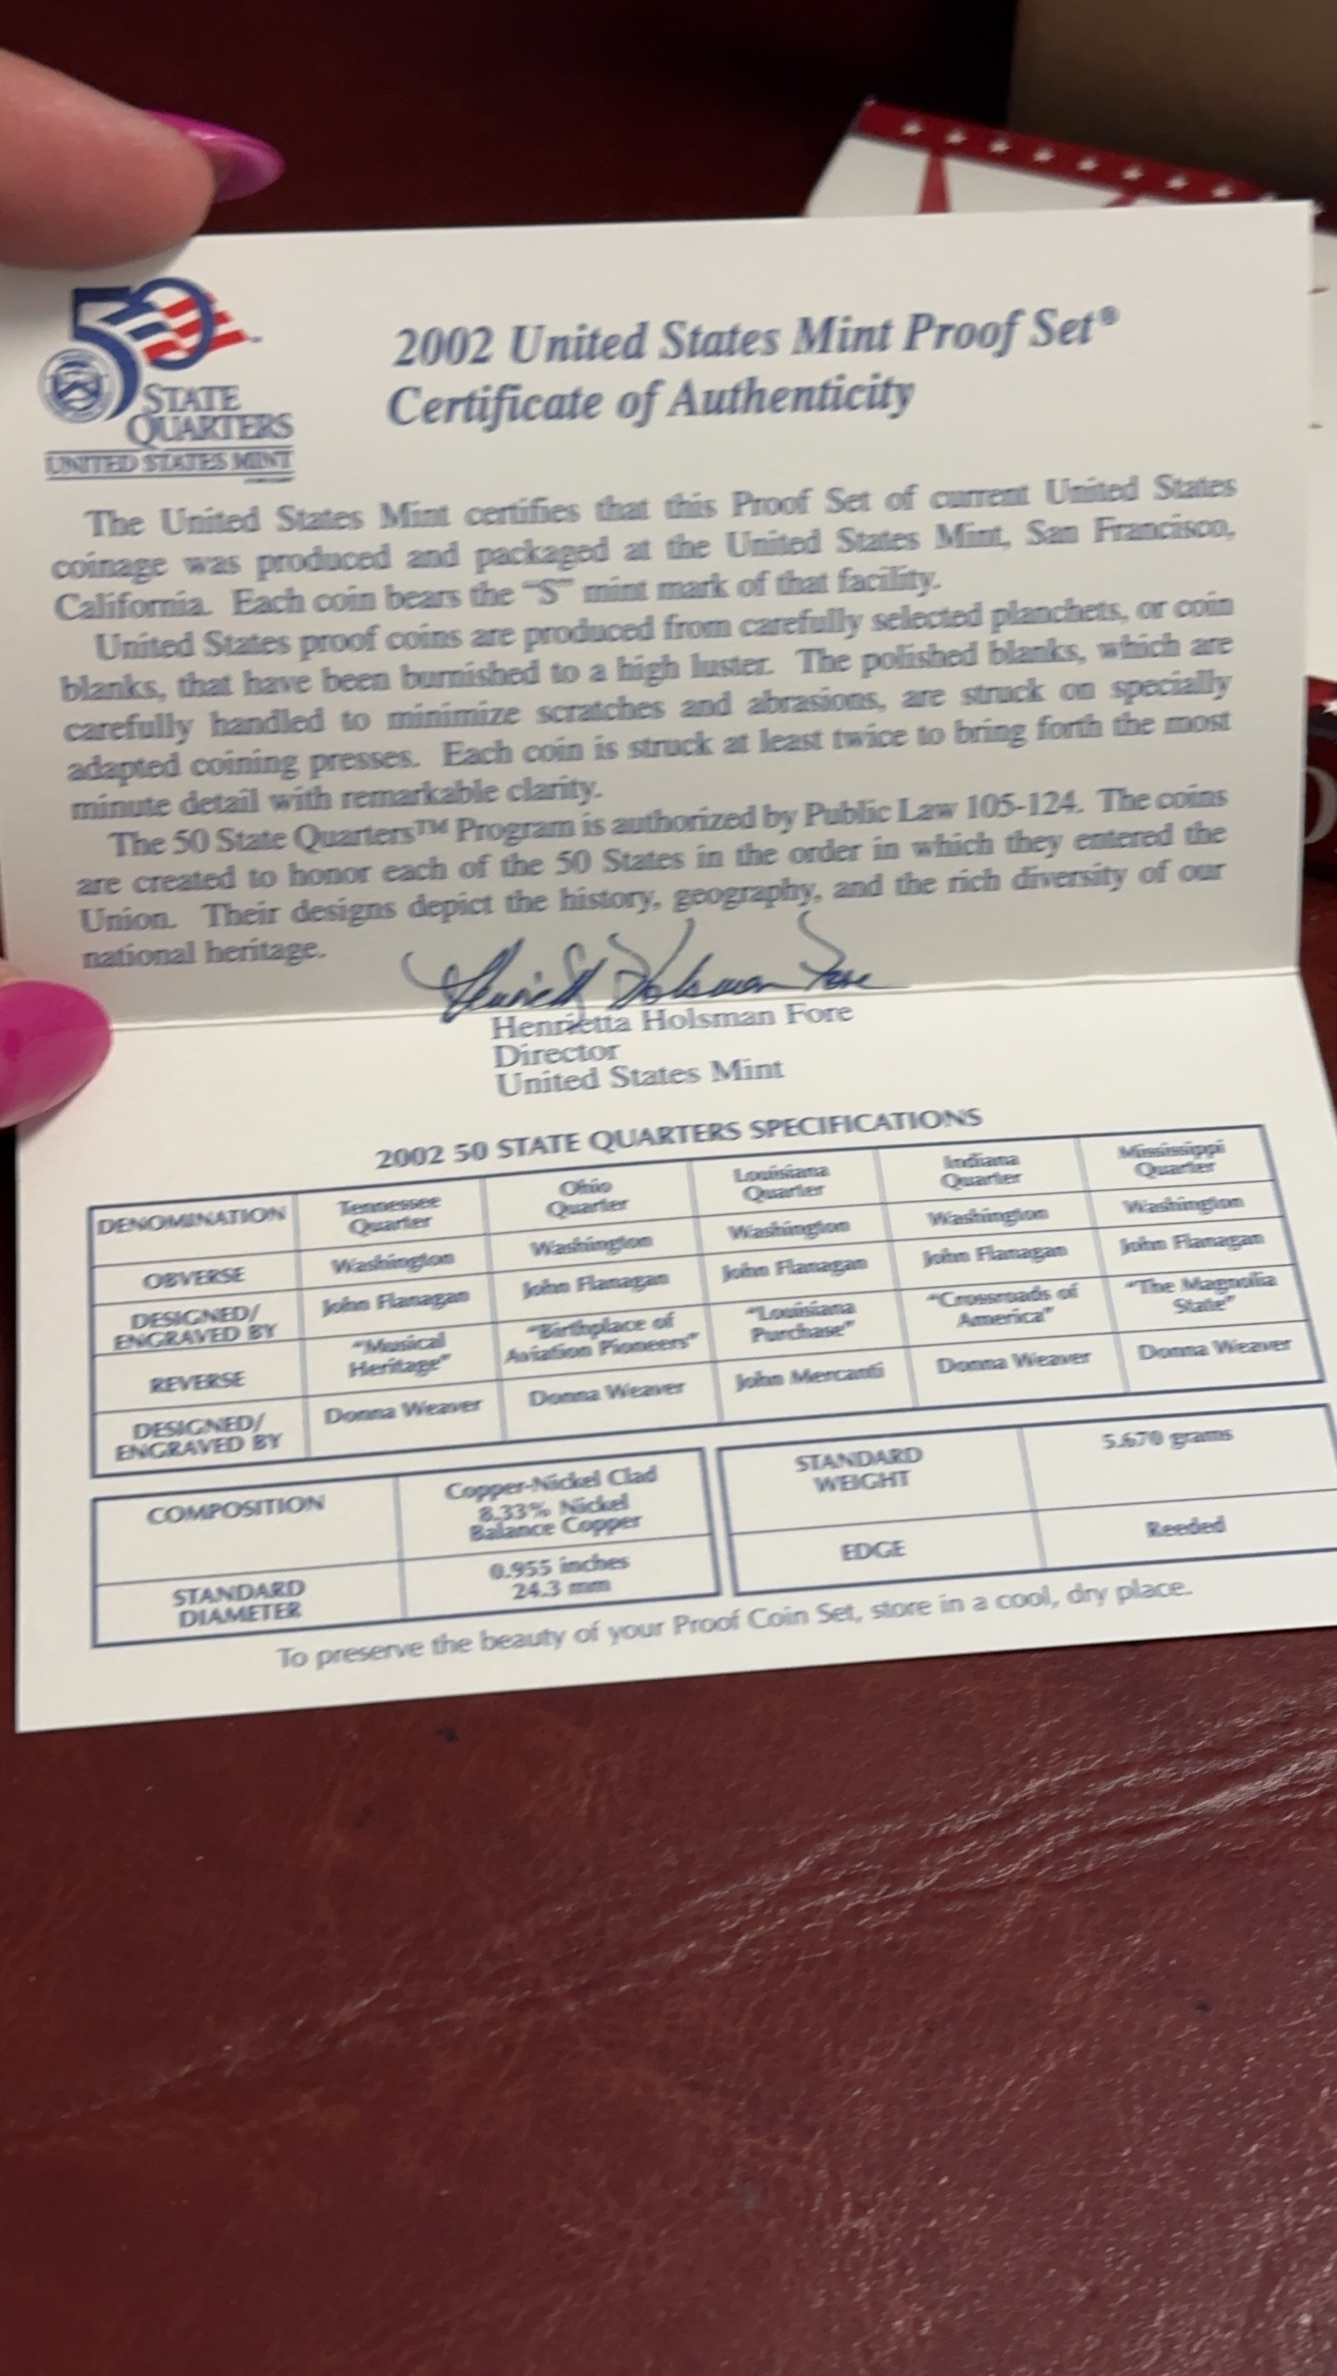 50
STATE
QUARTERS
UNITED STATES MINT
2002 United States Mint Proof Set®
Certificate of Authenticity
The United States Mint certifies that this Proof Set of current United States
coinage was produced and packaged at the United States Mint, San Francisco,
California. Each coin bears the "S" mint mark of that facility.
United States proof coins are produced from carefully selected planchets, or coin
blanks, that have been burnished to a high luster. The polished blanks, which are
carefully handled to minimize scratches and abrasions, are struck on specially
adapted coining presses. Each coin is struck at least twice to bring forth the most
minute detail with remarkable clarity.
The 50 State Quarters™ Program is authorized by Public Law 105-124. The coins
are created to honor each of the 50 States in the order in which they entered the
Union. Their designs depict the history, geography, and the rich diversity of our
national heritage.
Henrietta Holsman Fore
Henrietta Holsman Fore
Director
United States Mint
2002 50 STATE QUARTERS SPECIFICATIONS
DENOMINATION Tennessee Quarter Ohio Quarter Louisiana Quarter Indiana Quarter Mississippi Quarter
OBVERSE Washington Washington Washington Washington Washington
DESIGNED/ ENGRAVED BY John Flanagan John Flanagan John Flanagan John Flanagan John Flanagan
REVERSE "Musical Heritage" "Birthplace of Aviation Pioneers" "Louisiana Purchase" "Crossroads of America" "The Magnolia State"
DESIGNED/ ENGRAVED BY Donna Weaver Donna Weaver John Mercanti Donna Weaver Donna Weaver
COMPOSITION Copper-Nickel Clad
8.33% Nickel
Balance Copper
STANDARD DIAMETER 0.955 inches
24.3 mm
STANDARD WEIGHT 5.670 grams
EDGE Reeded
To preserve the beauty of your Proof Coin Set, store in a cool, dry place.